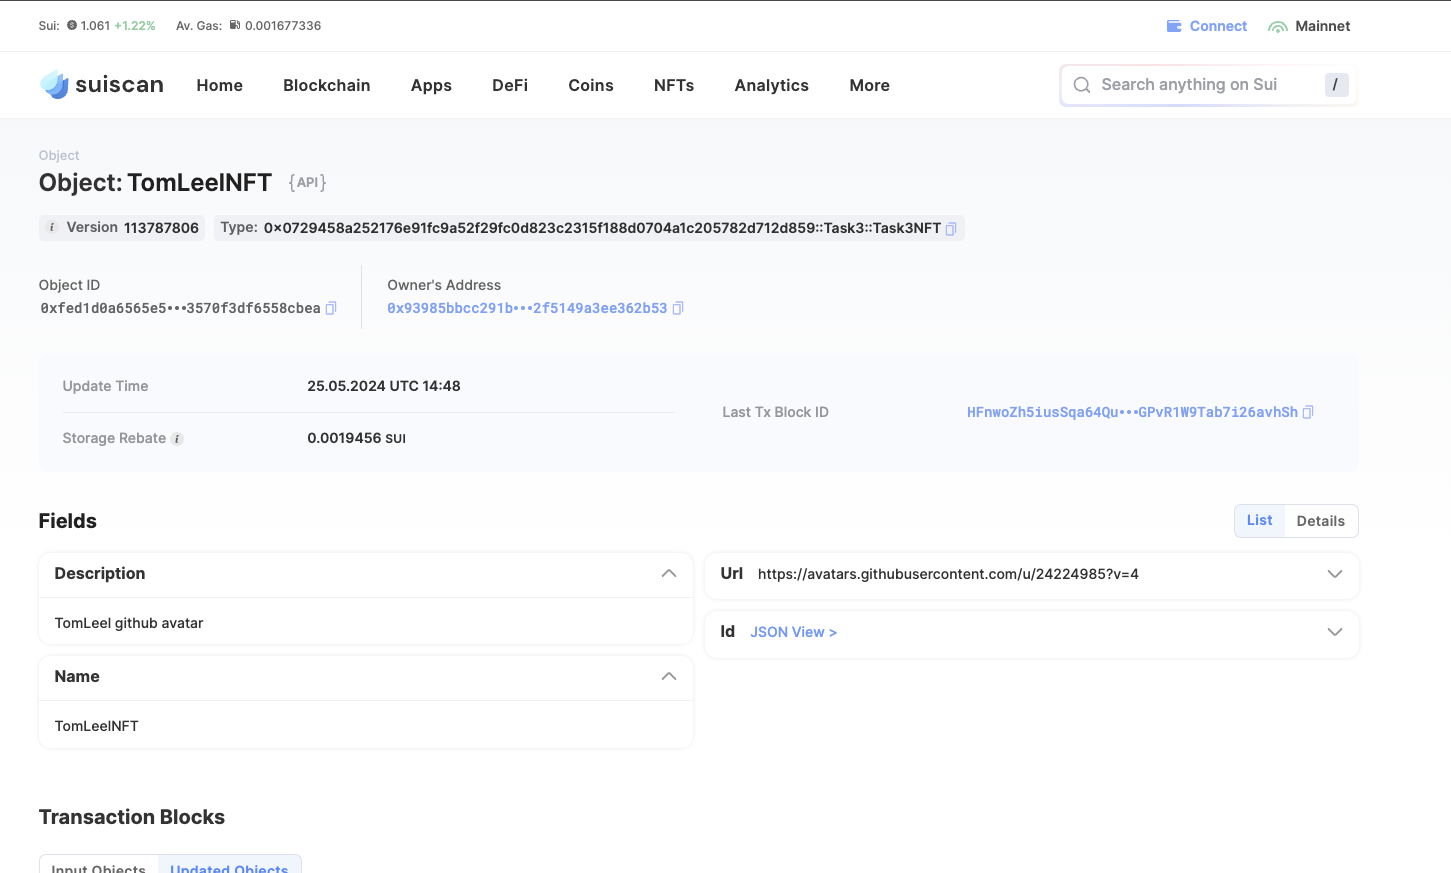 Sui: 1.061 +1.22% Av. Gas: 0.001677336
Connect Mainnet
suiscan Home Blockchain Apps DeFi Coins NFTs Analytics More
Search anything on Sui /
Object
Object: TomLeelNFT {API}
i Version 113787806 Type: 0x0729458a252176e91fc9a52f29fc0d823c2315f188d0704a1c205782d712d859::Task3::Task3NFT
Object ID
0xfed1d0a6565e5•••3570f3df6558cbea
Owner's Address
0x93985bbcc291b•••2f5149a3ee362b53
Update Time 25.05.2024 UTC 14:48
Storage Rebate i 0.0019456 SUI
Last Tx Block ID HFnwoZh5iusSqa64Qu•••GPvR1W9Tab7i26avhSh
Fields
List Details
Description
TomLeel github avatar
Name
TomLeelNFT
Url https://avatars.githubusercontent.com/u/24224985?v=4
Id JSON View >
Transaction Blocks
Input Objects Updated Objects